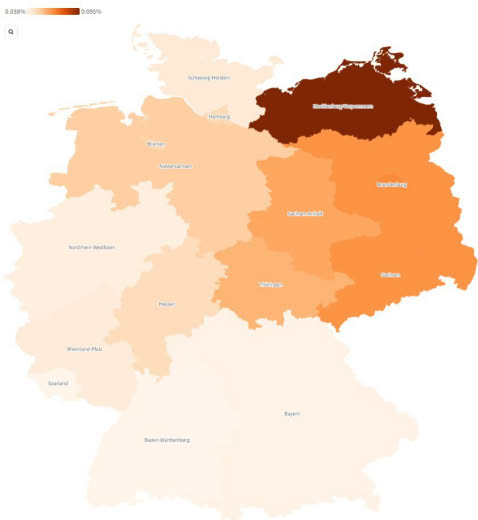 0.038% 0.095%
Schleswig-Holstein
Mecklenburg-Vorpommern
Hamburg
Bremen
Niedersachsen
Brandenburg
Sachsen-Anhalt
Nordrhein-Westfalen
Sachsen
Thüringen
Hessen
Rheinland-Pfalz
Saarland
Bayern
Baden-Württemberg